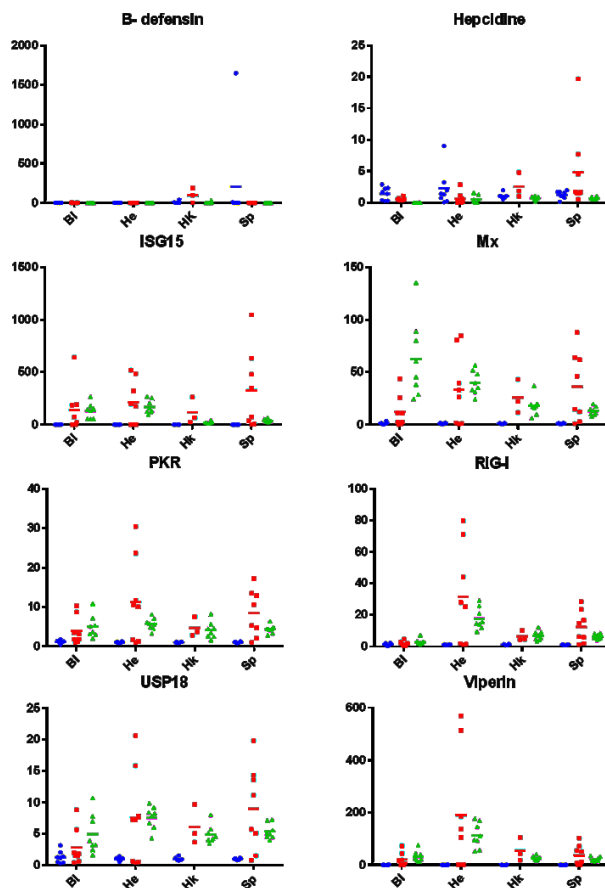 B- defensin
Hepcidine
2000
1500
1000
500
0
Bl
He
HK
Sp
25
20
15
10
5
0
Bl
He
Hk
Sp
ISG15
Mx
1500
1000
500
0
Bl
He
Hk
Sp
150
100
50
0
Bl
He
Hk
Sp
PKR
RIG-I
40
30
20
10
0
Bl
He
Hk
Sp
100
80
60
40
20
0
Bl
He
Hk
Sp
USP18
Viperin
25
20
15
10
5
0
Bl
He
Hk
Sp
600
400
200
0
Bl
He
Hk
Sp